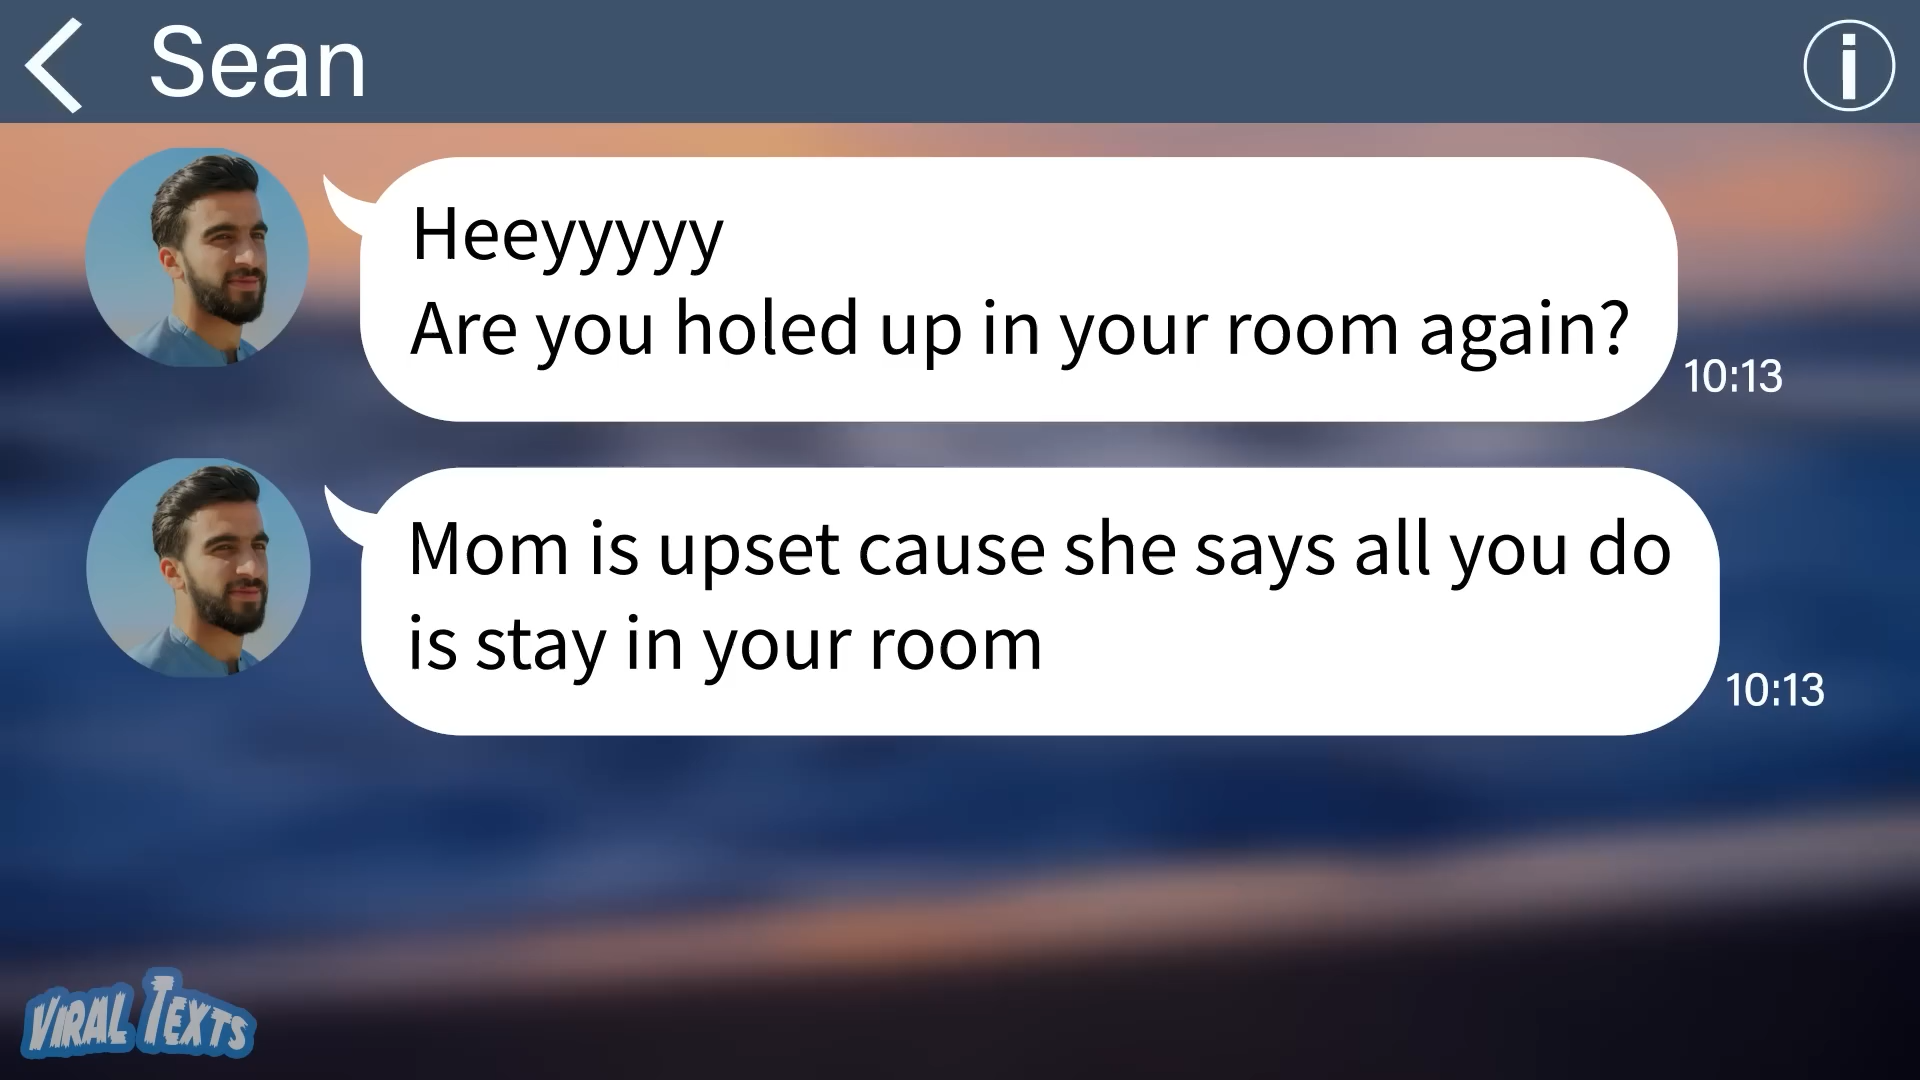 Sean
Heeyyyyy
Are you holed up in your room again?
10:13
Mom is upset cause she says all you do
is stay in your room
10:13
VIRAL TEXTS